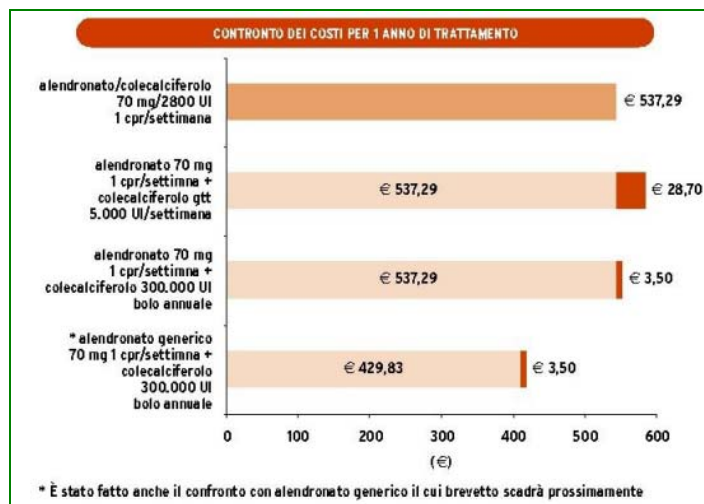 CONFRONTO DEI COSTI PER 1 ANNO DI TRATTAMENTO
alendronato/colecalciferolo
70 mg/2800 UI
1 cpr/settimana
€ 537,29
alendronato 70 mg
1 cpr/settimna +
colecalciferolo gtt
5.000 UI/settimana
€ 537,29
€ 28,70
alendronato 70 mg
1 cpr/settimna +
colecalciferolo 300.000 UI
bolo annuale
€ 537,29
€ 3,50
* alendronato generico
70 mg 1 cpr/settimna +
colecalciferolo
300.000 UI
bolo annuale
€ 429,83
€ 3,50
0 100 200 300 400 500 600
(€)
* È stato fatto anche il confronto con alendronato generico il cui brevetto scadrà prossimamente